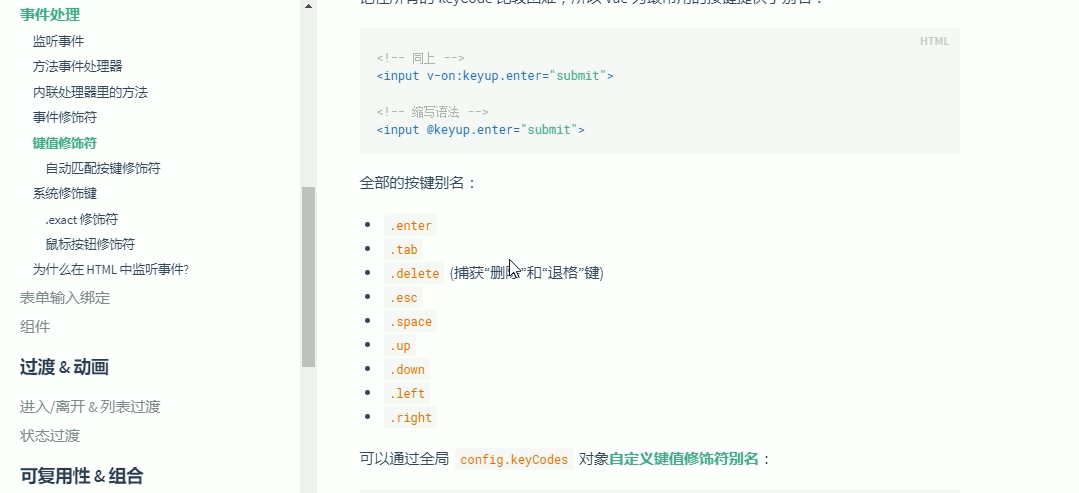 事件处理
监听事件
方法事件处理器
内联处理器里的方法
事件修饰符
键值修饰符
自动匹配按键修饰符
系统修饰键
.exact 修饰符
鼠标按钮修饰符
为什么在 HTML 中监听事件?
表单输入绑定
组件
过渡 & 动画
进入/离开 & 列表过渡
状态过渡
可复用性 & 组合
HTML
<!-- 同上 -->
<input v-on:keyup.enter="submit">
<!-- 缩写语法 -->
<input @keyup.enter="submit">
全部的按键别名：
.enter
.tab
.delete (捕获“删除”和“退格”键)
.esc
.space
.up
.down
.left
.right
可以通过全局 config.keyCodes 对象自定义键值修饰符别名：